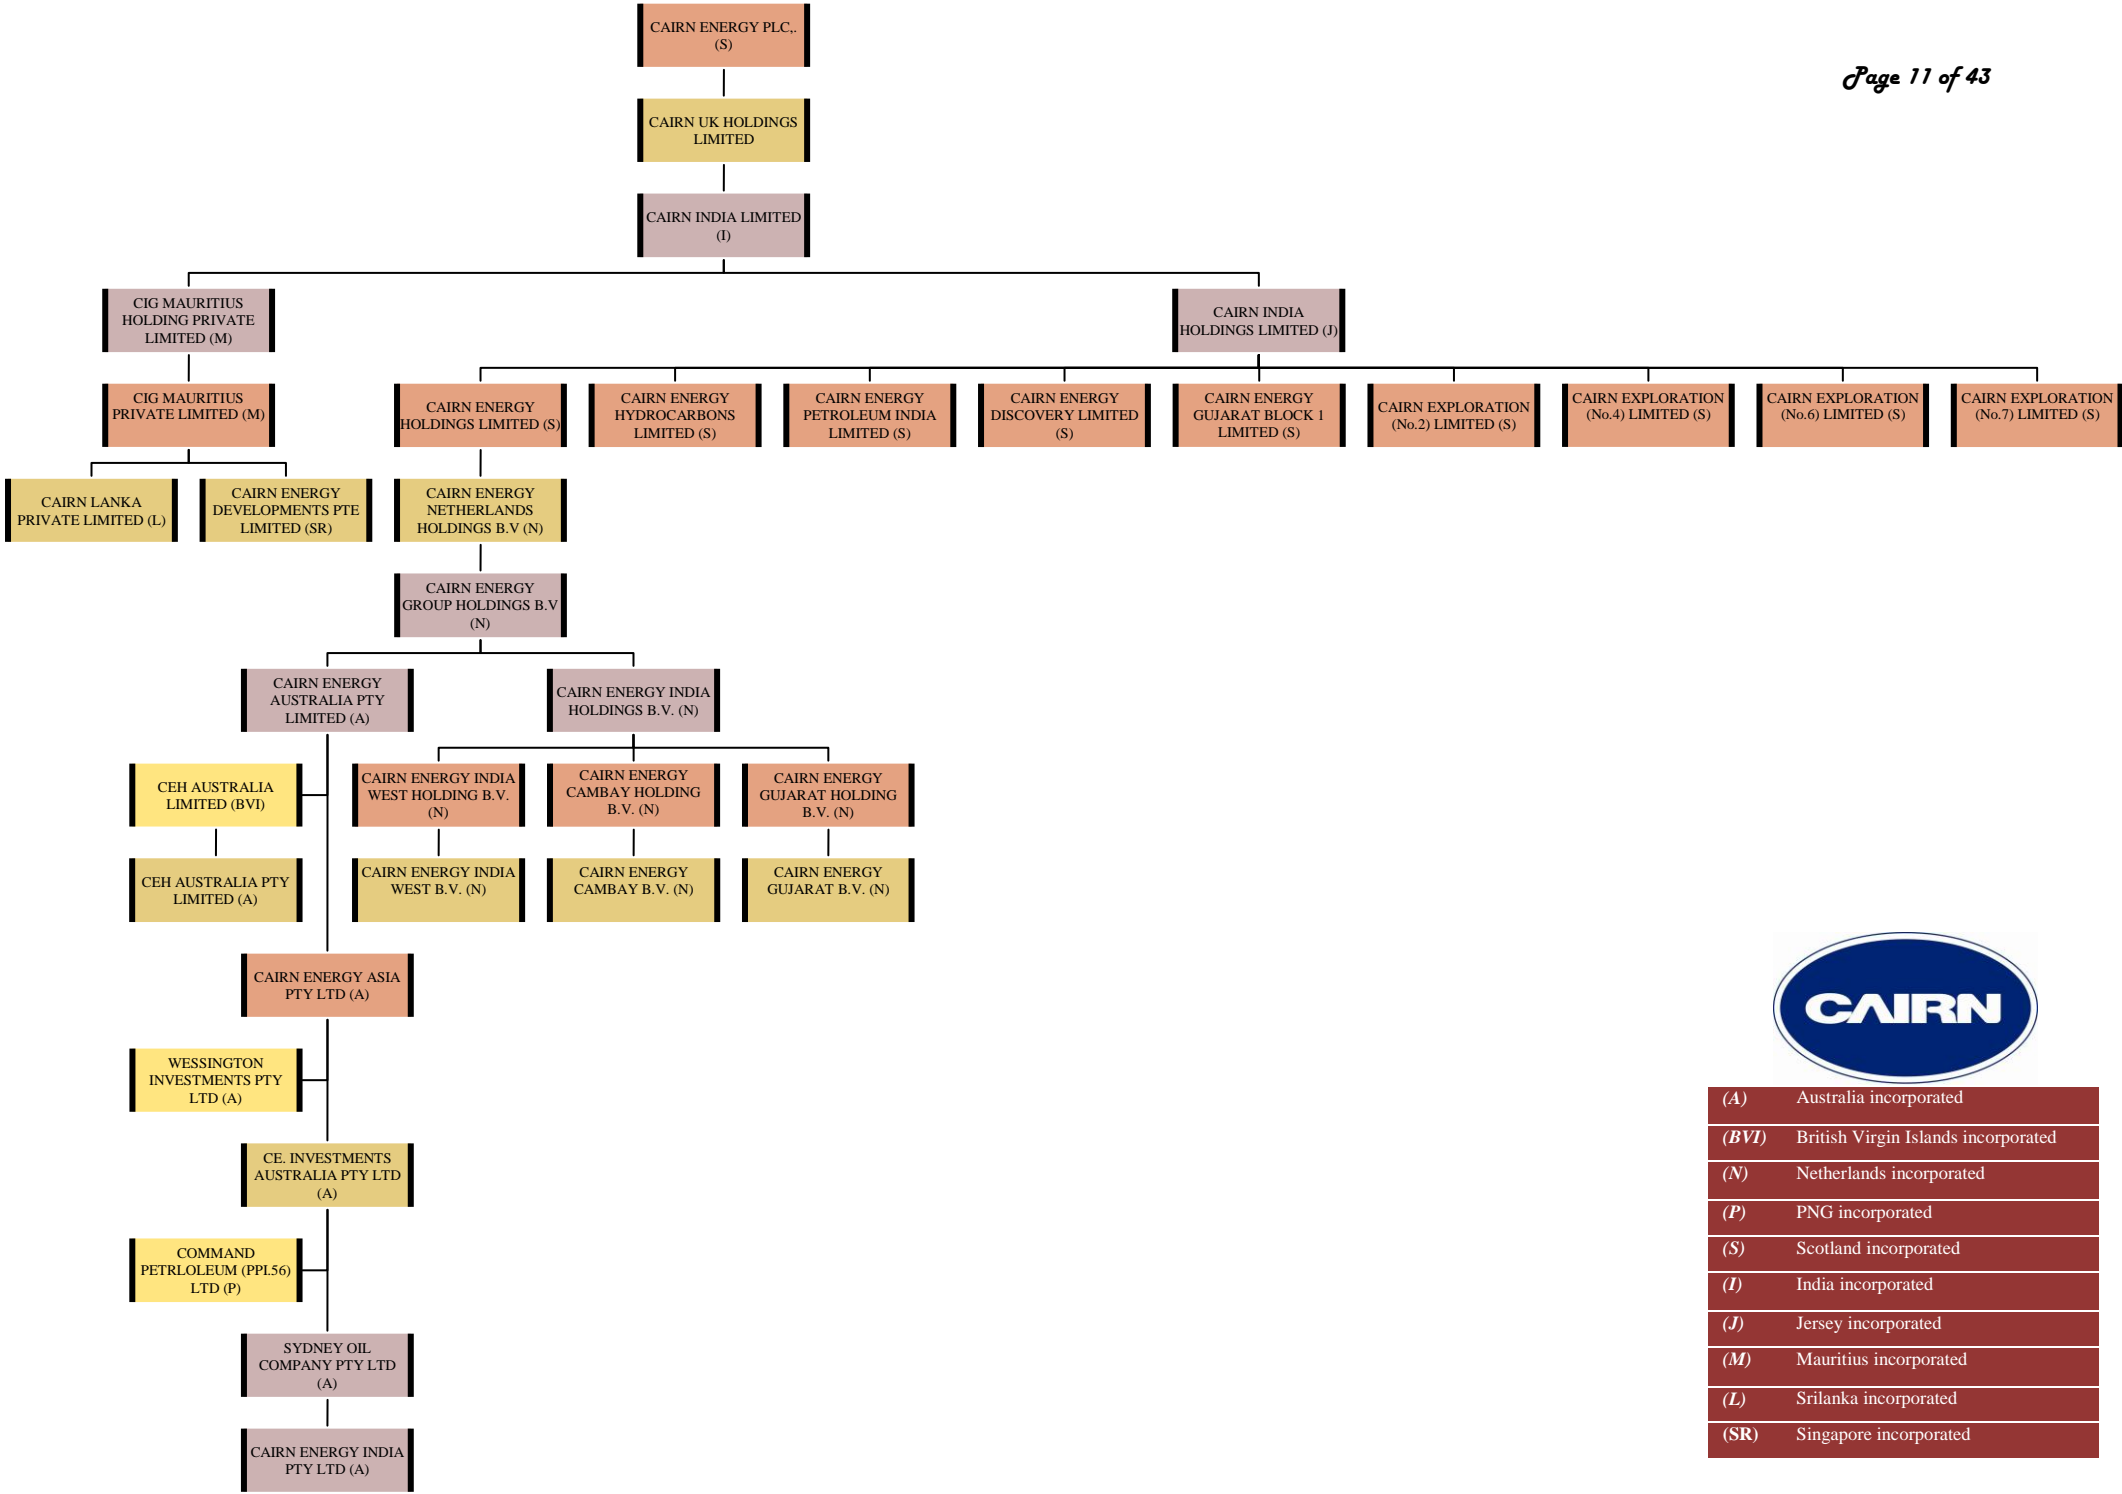 CAIRN ENERGY PLC,.
(S)
Page 11 of 43
CAIRN UK HOLDINGS
LIMITED
CAIRN INDIA LIMITED
(I)
CIG MAURITIUS
HOLDING PRIVATE
LIMITED (M)
CAIRN INDIA
HOLDINGS LIMITED (J)
CIG MAURITIUS
PRIVATE LIMITED (M)
CAIRN ENERGY
HOLDINGS LIMITED (S)
CAIRN ENERGY
HYDROCARBONS
LIMITED (S)
CAIRN ENERGY
PETROLEUM INDIA
LIMITED (S)
CAIRN ENERGY
DISCOVERY LIMITED
(S)
CAIRN ENERGY
GUJARAT BLOCK 1
LIMITED (S)
CAIRN EXPLORATION
(No.2) LIMITED (S)
CAIRN EXPLORATION
(No.4) LIMITED (S)
CAIRN EXPLORATION
(No.6) LIMITED (S)
CAIRN EXPLORATION
(No.7) LIMITED (S)
CAIRN LANKA
PRIVATE LIMITED (L)
CAIRN ENERGY
DEVELOPMENTS PTE
LIMITED (SR)
CAIRN ENERGY
NETHERLANDS
HOLDINGS B.V (N)
CAIRN ENERGY
GROUP HOLDINGS B.V
(N)
CAIRN ENERGY
AUSTRALIA PTY
LIMITED (A)
CAIRN ENERGY INDIA
HOLDINGS B.V. (N)
CEH AUSTRALIA
LIMITED (BVI)
CAIRN ENERGY INDIA
WEST HOLDING B.V.
(N)
CAIRN ENERGY
CAMBAY HOLDING
B.V. (N)
CAIRN ENERGY
GUJARAT HOLDING
B.V. (N)
CEH AUSTRALIA PTY
LIMITED (A)
CAIRN ENERGY INDIA
WEST B.V. (N)
CAIRN ENERGY
CAMBAY B.V. (N)
CAIRN ENERGY
GUJARAT B.V. (N)
CAIRN ENERGY ASIA
PTY LTD (A)
WESSINGTON
INVESTMENTS PTY
LTD (A)
CE. INVESTMENTS
AUSTRALIA PTY LTD
(A)
COMMAND
PETRLOLEUM (PPI.56)
LTD (P)
SYDNEY OIL
COMPANY PTY LTD
(A)
CAIRN ENERGY INDIA
PTY LTD (A)
CAIRN
(A) Australia incorporated
(BVI) British Virgin Islands incorporated
(N) Netherlands incorporated
(P) PNG incorporated
(S) Scotland incorporated
(I) India incorporated
(J) Jersey incorporated
(M) Mauritius incorporated
(L) Srilanka incorporated
(SR) Singapore incorporated